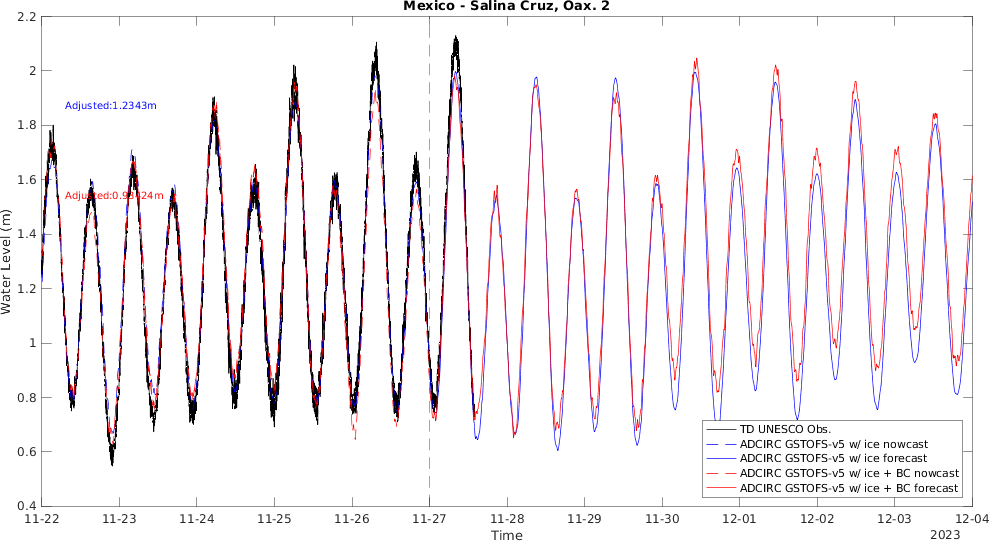 Mexico - Salina Cruz, Oax. 2
2.2
2
1.8
1.6
1.4
1.2
1
0.8
0.6
0.4
Water Level (m)
Adjusted:1.2343m
TD UNESCO Obs.
ADCIRC GSTOFS-v5 w/ ice nowcast
ADCIRC GSTOFS-v5 w/ ice forecast
ADCIRC GSTOFS-v5 w/ ice + BC nowcast
ADCIRC GSTOFS-v5 w/ ice + BC forecast
11-22 11-23 11-24 11-25 11-26 11-27 11-28 11-29 11-30 12-01 12-02 12-03 12-04
Time
2023